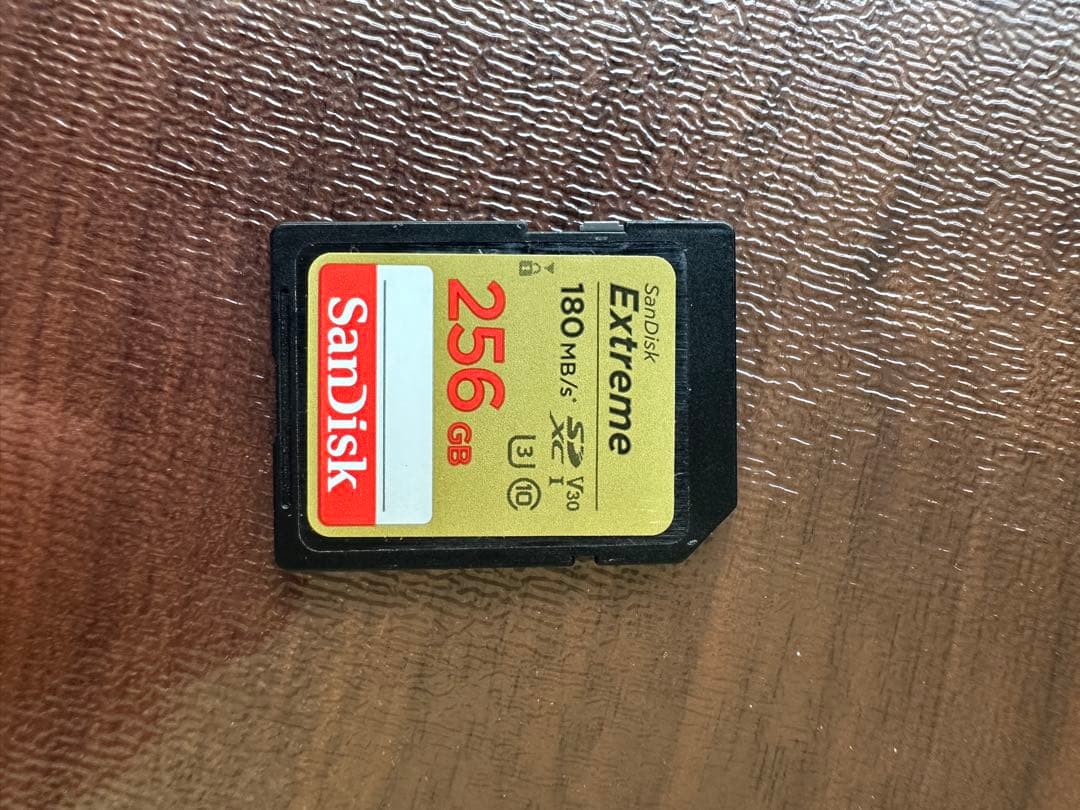 SanDisk
Extreme
180 MB/s*
SD XC I V30
U3 10
256 GB
SanDisk